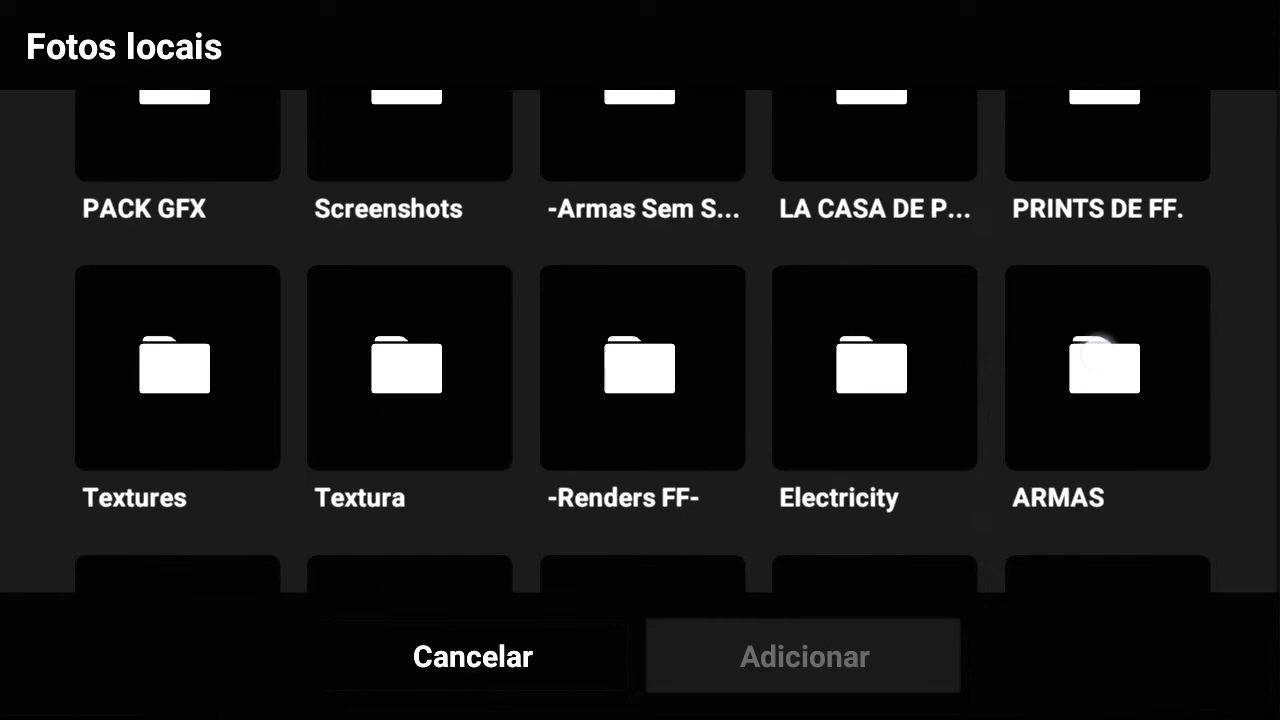 Fotos locais
PACK GFX
Screenshots
-Armas Sem S...
LA CASA DE P...
PRINTS DE FF.
Textures
Textura
-Renders FF-
Electricity
ARMAS
Cancelar
Adicionar